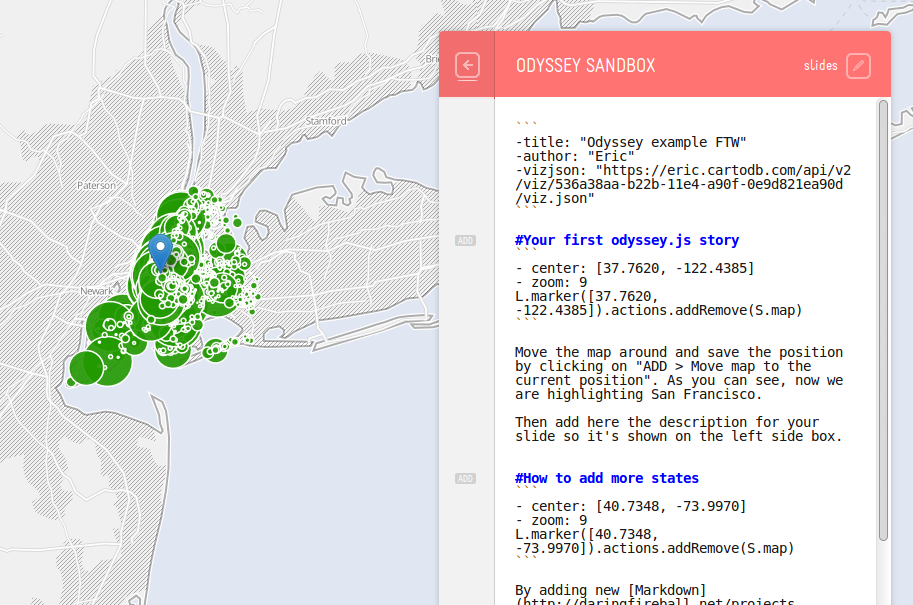 Bri
Stamford
Paterson
Newark
ODYSSEY SANDBOX
slides
```
-title: "Odyssey example FTW"
-author: "Eric"
-vizjson: "https://eric.cartodb.com/api/v2
/viz/536a38aa-b22b-11e4-a90f-0e9d821ea90d
/viz.json"
```
ADD
#Your first odyssey.js story
```
- center: [37.7620, -122.4385]
- zoom: 9
L.marker([37.7620,
-122.4385]).actions.addRemove(S.map)
```
Move the map around and save the position
by clicking on "ADD > Move map to the
current position". As you can see, now we
are highlighting San Francisco.
Then add here the description for your
slide so it's shown on the left side box.
ADD
#How to add more states
```
- center: [40.7348, -73.9970]
- zoom: 9
L.marker([40.7348,
-73.9970]).actions.addRemove(S.map)
```
By adding new [Markdown]
(http://daringfireball.net/projects